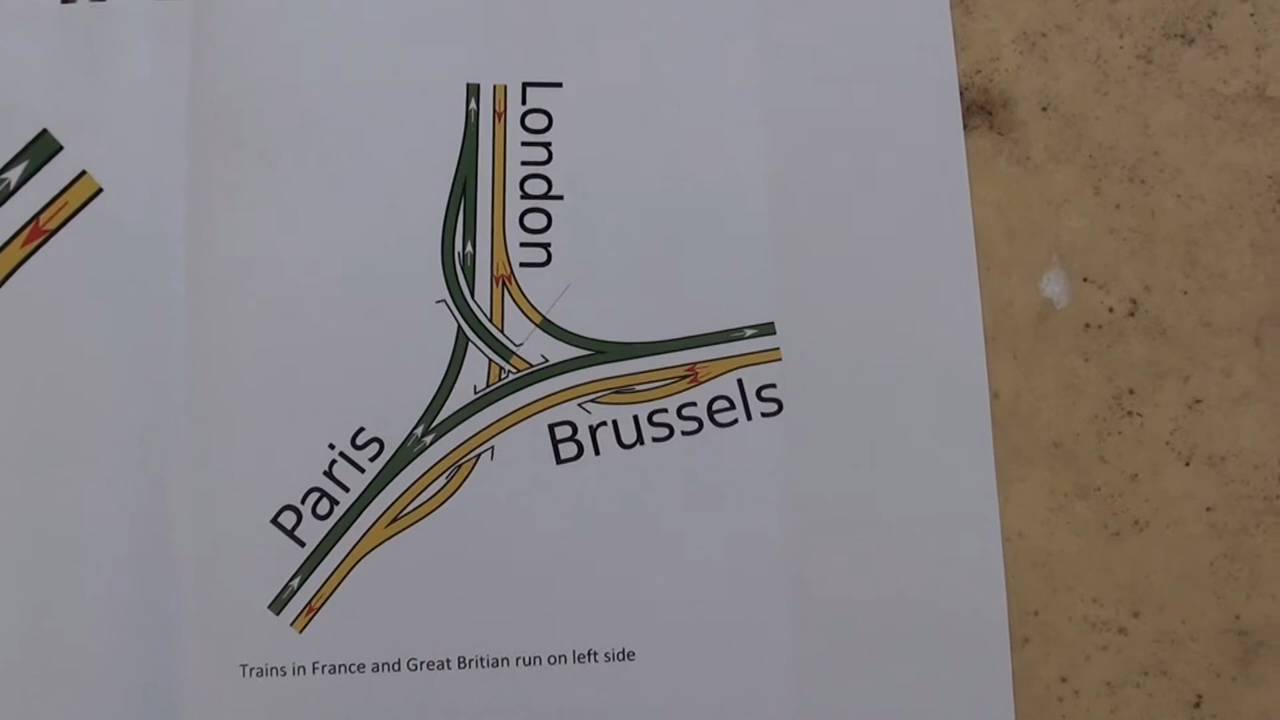 London
Brussels
Paris
Trains in France and Great Britian run on left side